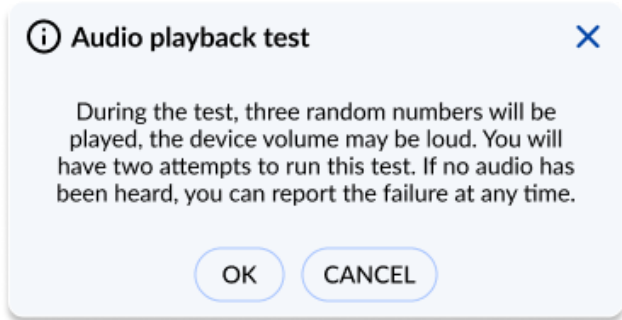 Audio playback test
During the test, three random numbers will be
played, the device volume may be loud. You will
have two attempts to run this test. If no audio has
been heard, you can report the failure at any time.
OK CANCEL